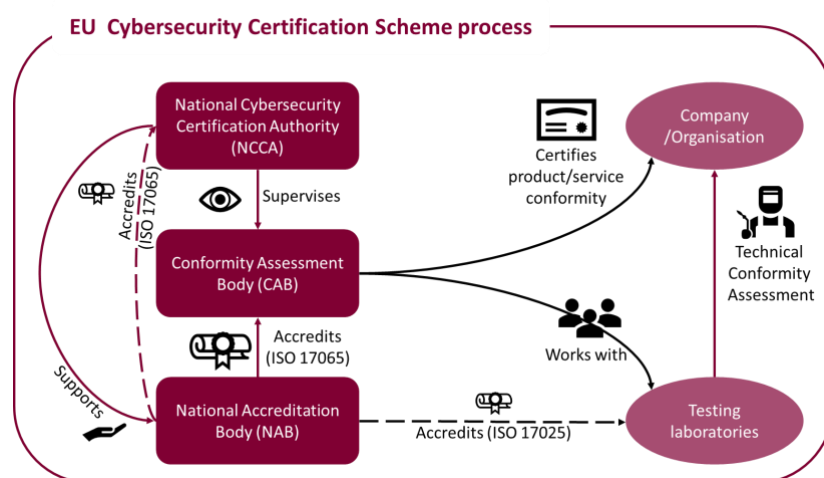 EU Cybersecurity Certification Scheme process
National Cybersecurity
Certification Authority
(NCCA)
Company
/Organisation
Certifies
product/service
conformity
Accredits
(ISO 17065)
Supervises
Technical
Conformity
Assessment
Conformity Assessment
Body (CAB)
Accredits
(ISO 17065)
Works with
Supports
National Accreditation
Body (NAB)
Accredits (ISO 17025)
Testing
laboratories